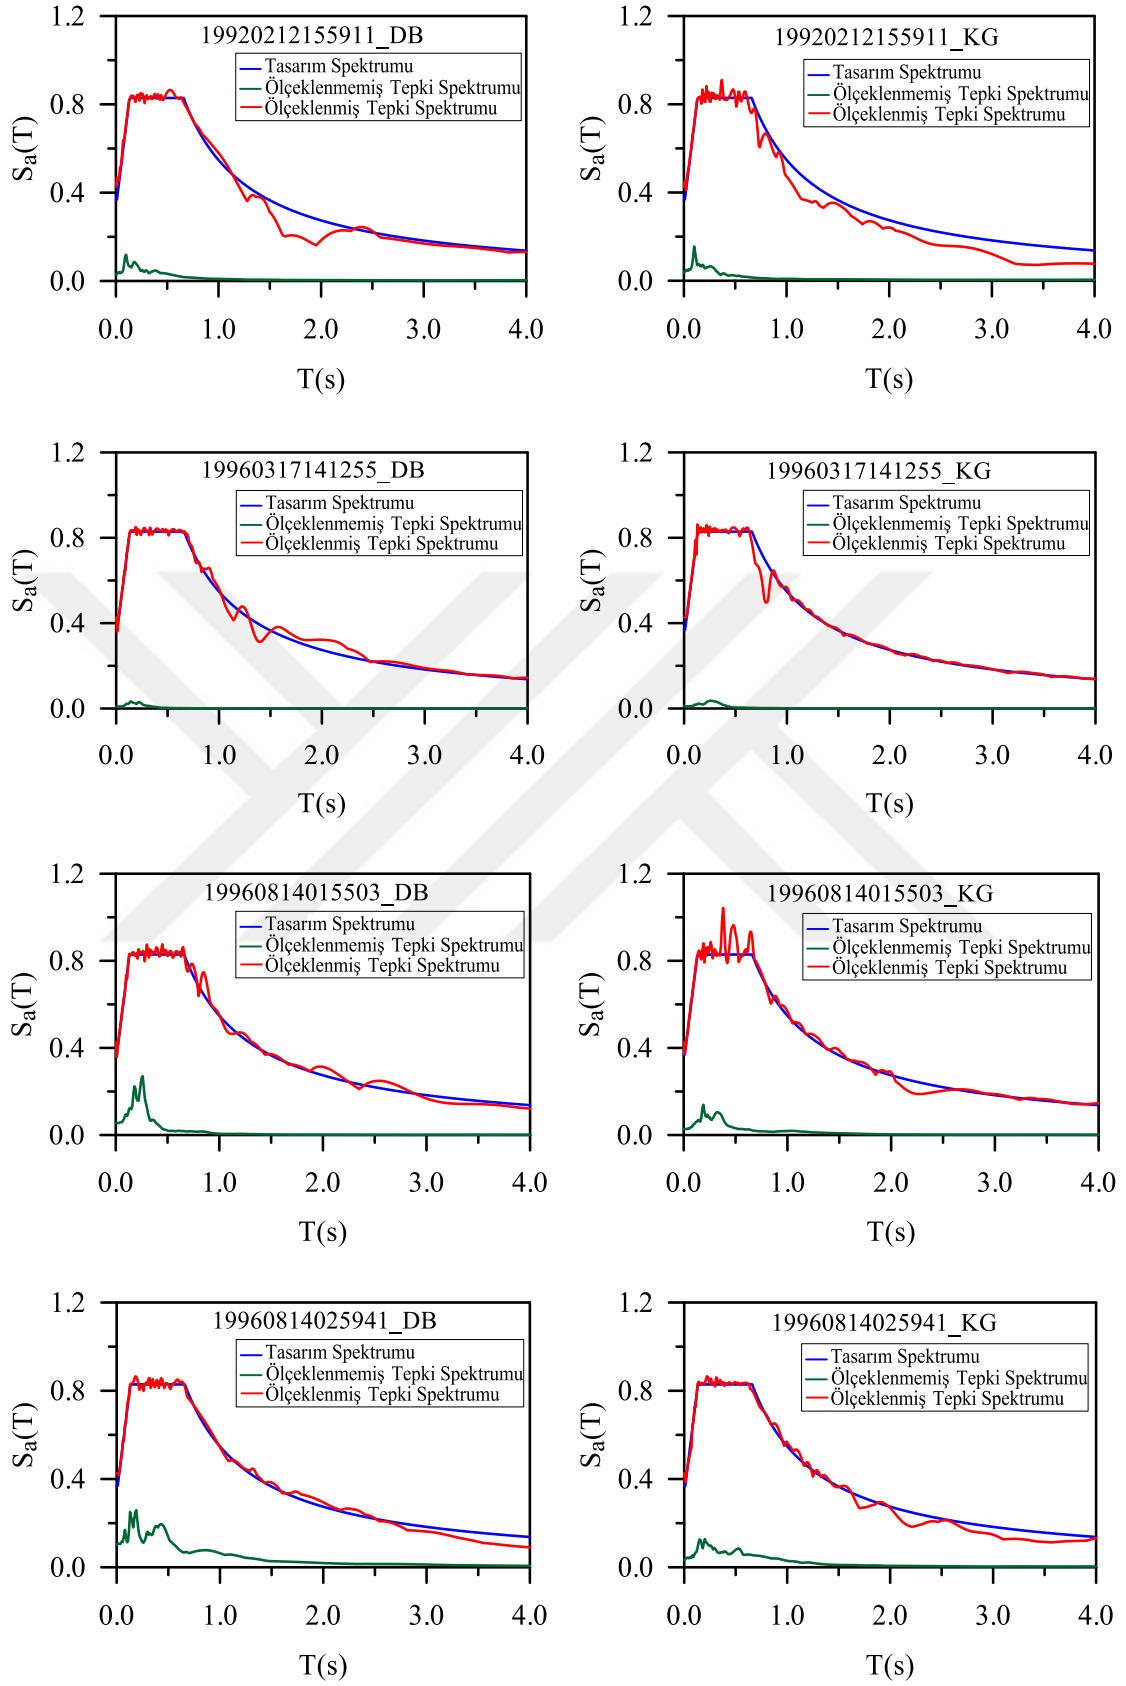 19920212155911_DB
Tasarım Spektrumu
Ölçeklenmemiş Tepki Spektrumu
Ölçeklenmiş Tepki Spektrumu
Sa(T)
1.2
0.8
0.4
0.0
0.0 1.0 2.0 3.0 4.0
T(s)
19920212155911_KG
Tasarım Spektrumu
Ölçeklenmemiş Tepki Spektrumu
Ölçeklenmiş Tepki Spektrumu
Sa(T)
1.2
0.8
0.4
0.0
0.0 1.0 2.0 3.0 4.0
T(s)
19960317141255_DB
Tasarım Spektrumu
Ölçeklenmemiş Tepki Spektrumu
Ölçeklenmiş Tepki Spektrumu
Sa(T)
1.2
0.8
0.4
0.0
0.0 1.0 2.0 3.0 4.0
T(s)
19960317141255_KG
Tasarım Spektrumu
Ölçeklenmemiş Tepki Spektrumu
Ölçeklenmiş Tepki Spektrumu
Sa(T)
1.2
0.8
0.4
0.0
0.0 1.0 2.0 3.0 4.0
T(s)
19960814015503_DB
Tasarım Spektrumu
Ölçeklenmemiş Tepki Spektrumu
Ölçeklenmiş Tepki Spektrumu
Sa(T)
1.2
0.8
0.4
0.0
0.0 1.0 2.0 3.0 4.0
T(s)
19960814015503_KG
Tasarım Spektrumu
Ölçeklenmemiş Tepki Spektrumu
Ölçeklenmiş Tepki Spektrumu
Sa(T)
1.2
0.8
0.4
0.0
0.0 1.0 2.0 3.0 4.0
T(s)
19960814025941_DB
Tasarım Spektrumu
Ölçeklenmemiş Tepki Spektrumu
Ölçeklenmiş Tepki Spektrumu
Sa(T)
1.2
0.8
0.4
0.0
0.0 1.0 2.0 3.0 4.0
T(s)
19960814025941_KG
Tasarım Spektrumu
Ölçeklenmemiş Tepki Spektrumu
Ölçeklenmiş Tepki Spektrumu
Sa(T)
1.2
0.8
0.4
0.0
0.0 1.0 2.0 3.0 4.0
T(s)